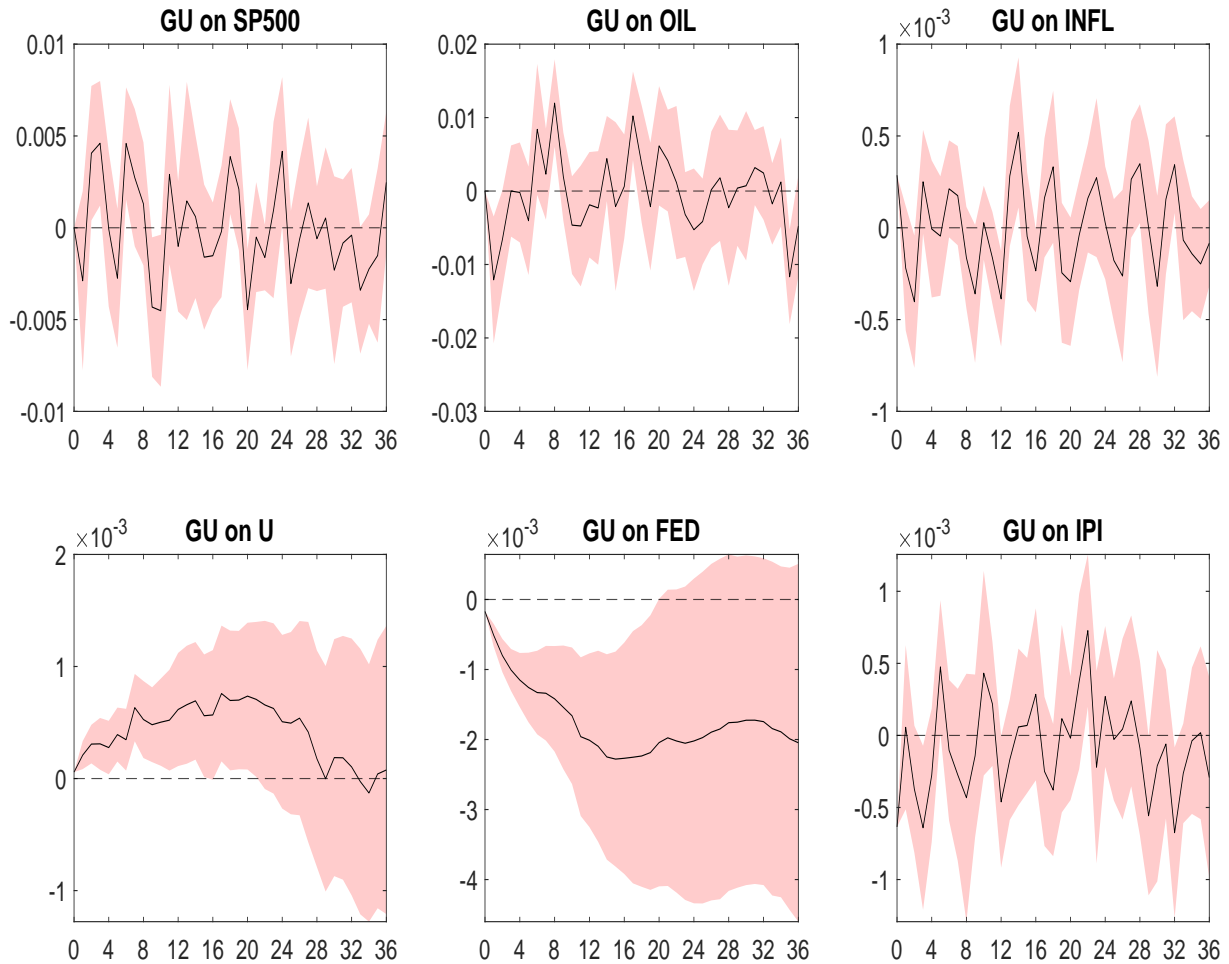 GU on SP500
0.01
0.005
0
-0.005
-0.01
0 4 8 12 16 20 24 28 32 36
GU on OIL
0.02
0.01
0
-0.01
-0.02
-0.03
0 4 8 12 16 20 24 28 32 36
GU on INFL
×10-3
1
0.5
0
-0.5
-1
0 4 8 12 16 20 24 28 32 36
GU on U
×10-3
2
1
0
-1
0 4 8 12 16 20 24 28 32 36
GU on FED
×10-3
0
-1
-2
-3
-4
0 4 8 12 16 20 24 28 32 36
GU on IPI
×10-3
1
0.5
0
-0.5
-1
0 4 8 12 16 20 24 28 32 36